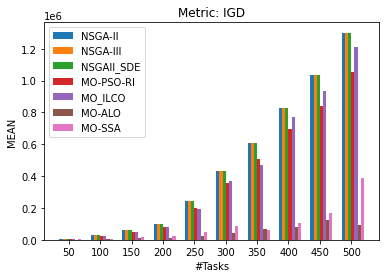 Metric: IGD
1e6
NSGA-II
NSGA-III
NSGAII_SDE
MO-PSO-RI
MO_ILCO
MO-ALO
MO-SSA
1.2
1.0
0.8
0.6
0.4
0.2
0.0
MEAN
50 100 150 200 250 300 350 400 450 500
#Tasks